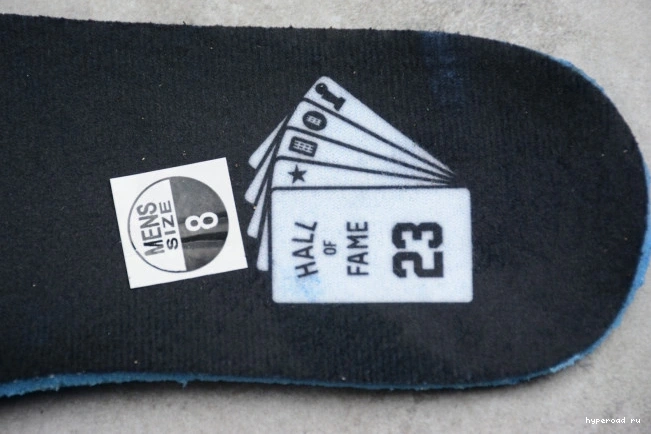 MENS
SIZE
8
HALL
OF
FAME
23
hyperoad ru